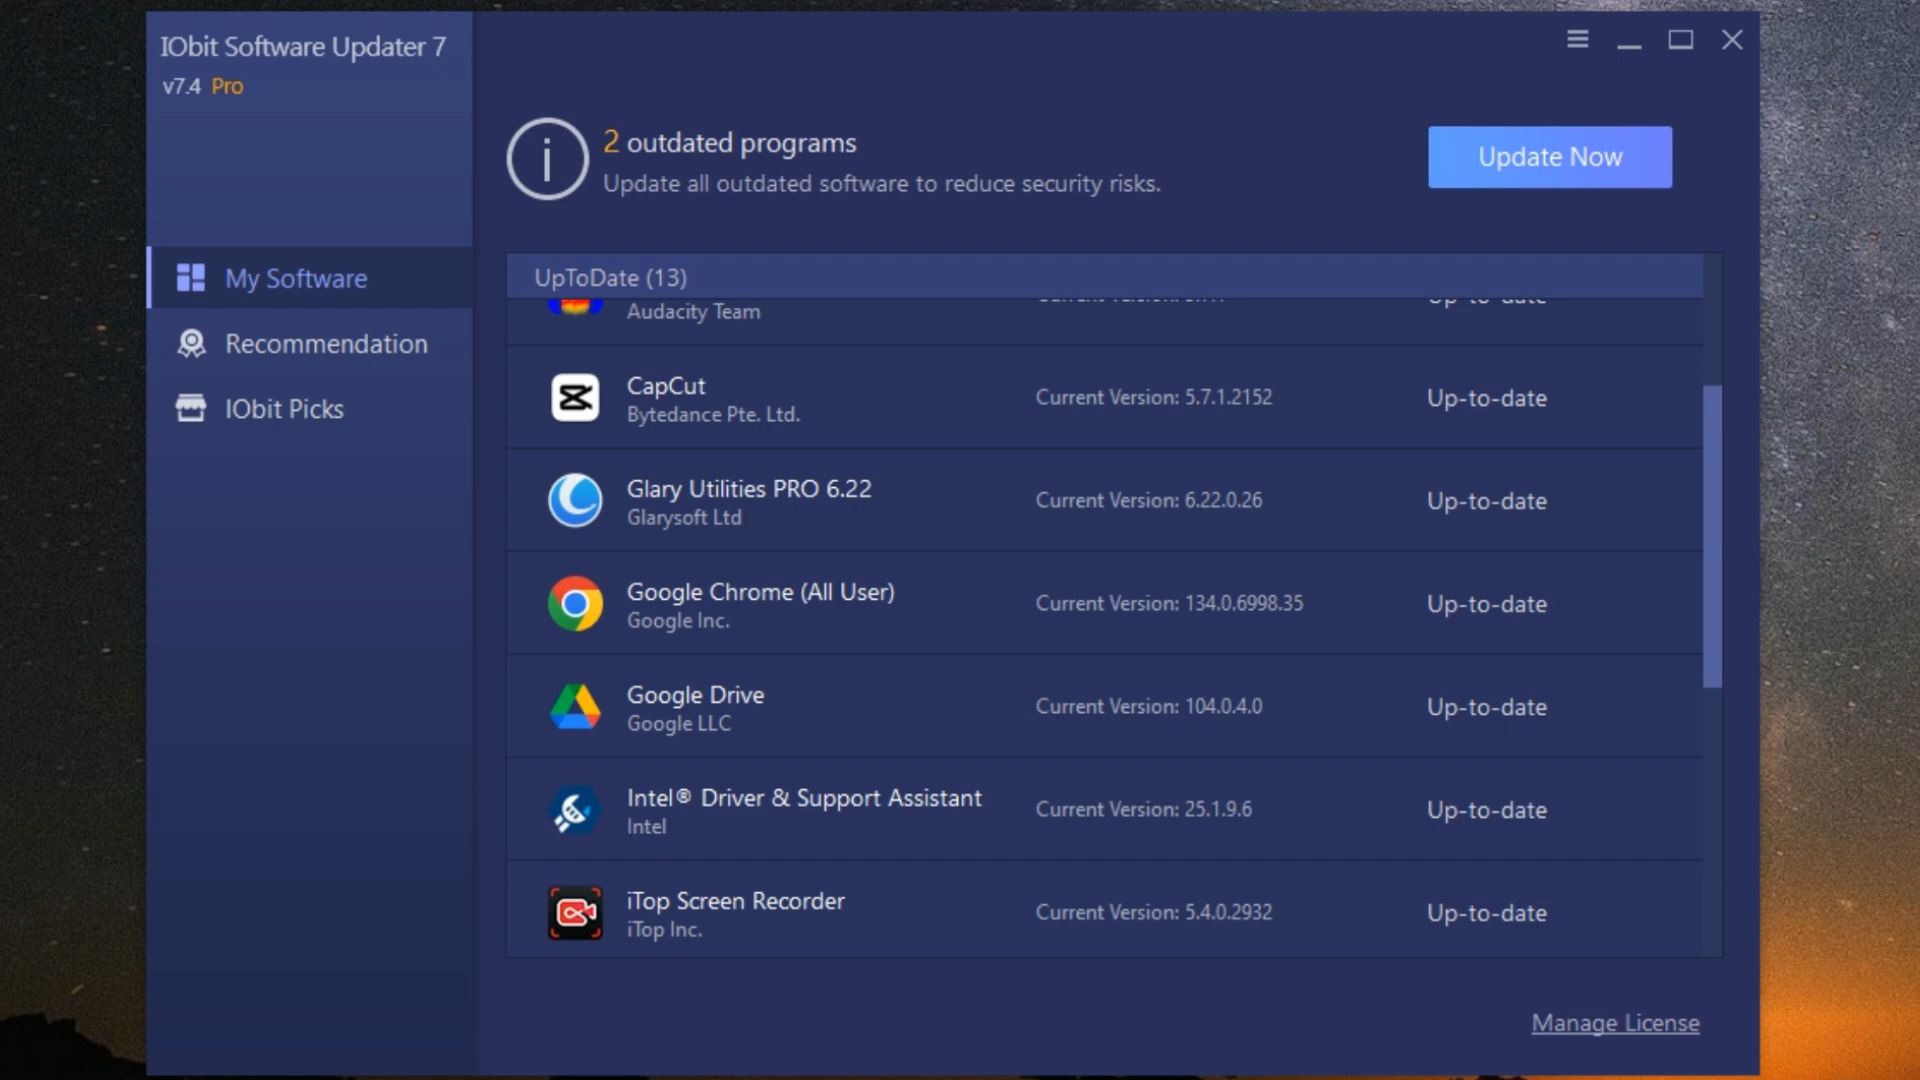 IObit Software Updater 7
v7.4 Pro
2 outdated programs
Update all outdated software to reduce security risks.
Update Now
My Software
Recommendation
IObit Picks
UpToDate (13)
Audacity Team
Up-to-date
CapCut
Bytedance Pte. Ltd.
Current Version: 5.7.1.2152
Up-to-date
Glary Utilities PRO 6.22
Glarysoft Ltd
Current Version: 6.22.0.26
Up-to-date
Google Chrome (All User)
Google Inc.
Current Version: 134.0.6998.35
Up-to-date
Google Drive
Google LLC
Current Version: 104.0.4.0
Up-to-date
Intel® Driver & Support Assistant
Intel
Current Version: 25.1.9.6
Up-to-date
iTop Screen Recorder
iTop Inc.
Current Version: 5.4.0.2932
Up-to-date
Manage License